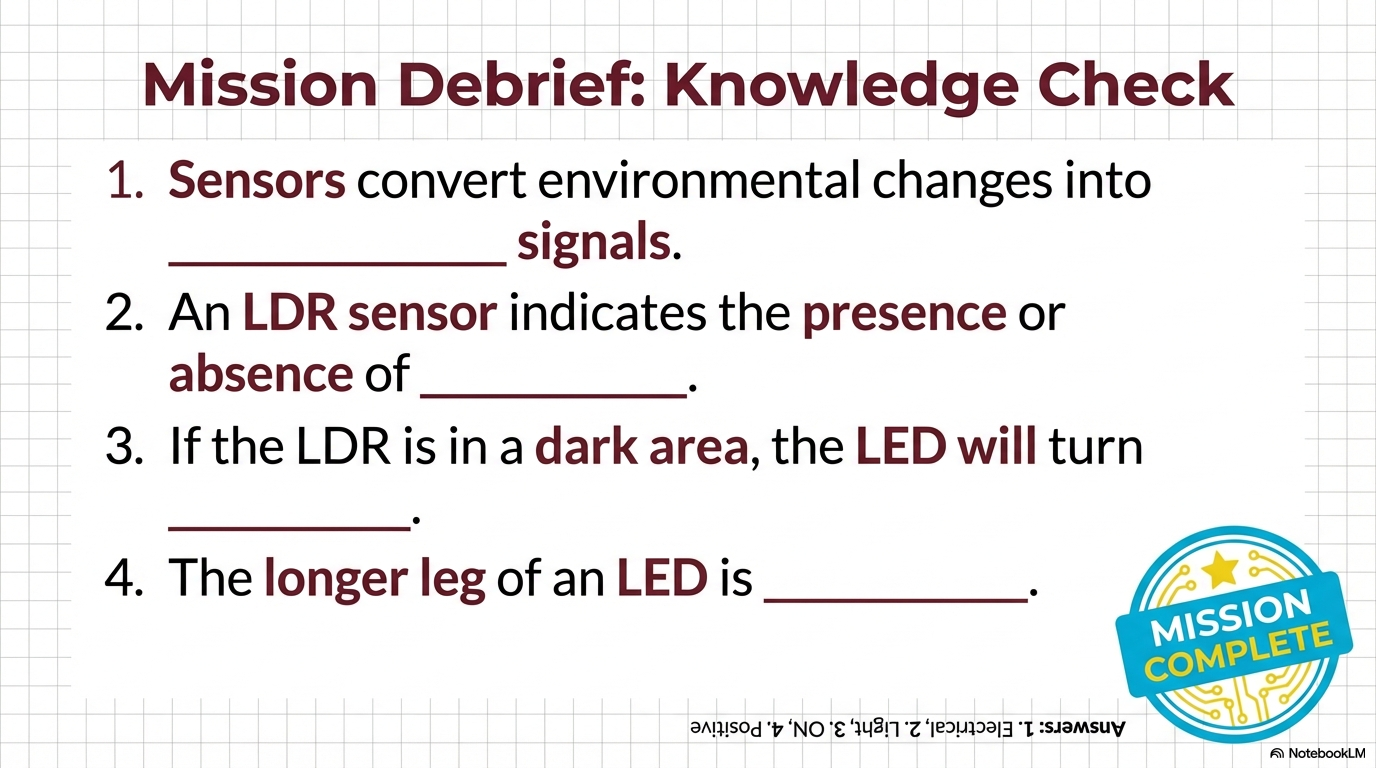 Mission Debrief: Knowledge Check
1. Sensors convert environmental changes into
____________ signals.
2. An LDR sensor indicates the presence or
absence of __________.
3. If the LDR is in a dark area, the LED will turn
_________.
4. The longer leg of an LED is __________.
MISSION
COMPLETE
Answers: 1. Electrical, 2. Light, 3. ON, 4. Positive
NotebookLM